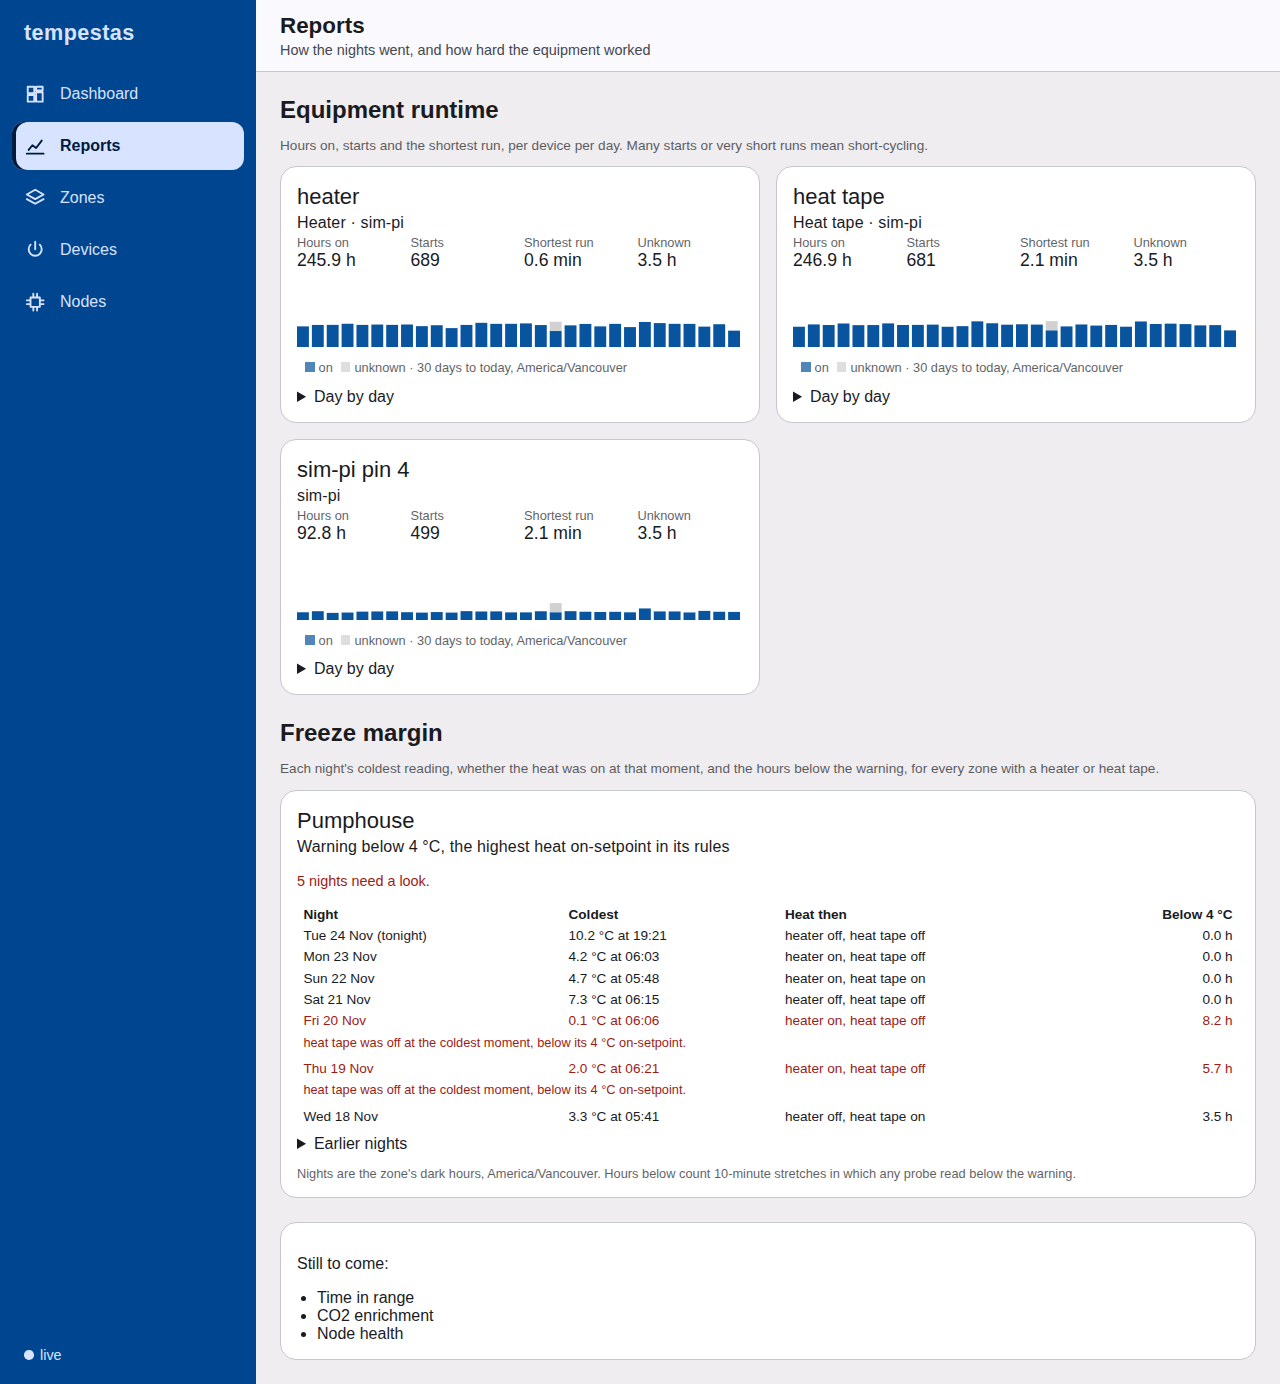 tempestas
Dashboard
Reports
Zones
Devices
Nodes
live
Reports
How the nights went, and how hard the equipment worked
Equipment runtime
Hours on, starts and the shortest run, per device per day. Many starts or very short runs mean short-cycling.
heater
Heater · sim-pi
Hours on Starts Shortest run Unknown
245.9 h 689 0.6 min 3.5 h
on unknown · 30 days to today, America/Vancouver
Day by day
heat tape
Heat tape · sim-pi
Hours on Starts Shortest run Unknown
246.9 h 681 2.1 min 3.5 h
on unknown · 30 days to today, America/Vancouver
Day by day
sim-pi pin 4
sim-pi
Hours on Starts Shortest run Unknown
92.8 h 499 2.1 min 3.5 h
on unknown · 30 days to today, America/Vancouver
Day by day
Freeze margin
Each night's coldest reading, whether the heat was on at that moment, and the hours below the warning, for every zone with a heater or heat tape.
Pumphouse
Warning below 4 °C, the highest heat on-setpoint in its rules
5 nights need a look.
Night Coldest Heat then Below 4 °C
Tue 24 Nov (tonight) 10.2 °C at 19:21 heater off, heat tape off 0.0 h
Mon 23 Nov 4.2 °C at 06:03 heater on, heat tape off 0.0 h
Sun 22 Nov 4.7 °C at 05:48 heater on, heat tape on 0.0 h
Sat 21 Nov 7.3 °C at 06:15 heater off, heat tape off 0.0 h
Fri 20 Nov 0.1 °C at 06:06 heater on, heat tape off 8.2 h
heat tape was off at the coldest moment, below its 4 °C on-setpoint.
Thu 19 Nov 2.0 °C at 06:21 heater on, heat tape off 5.7 h
heat tape was off at the coldest moment, below its 4 °C on-setpoint.
Wed 18 Nov 3.3 °C at 05:41 heater off, heat tape on 3.5 h
Earlier nights
Nights are the zone's dark hours, America/Vancouver. Hours below count 10-minute stretches in which any probe read below the warning.
Still to come:
Time in range
CO2 enrichment
Node health